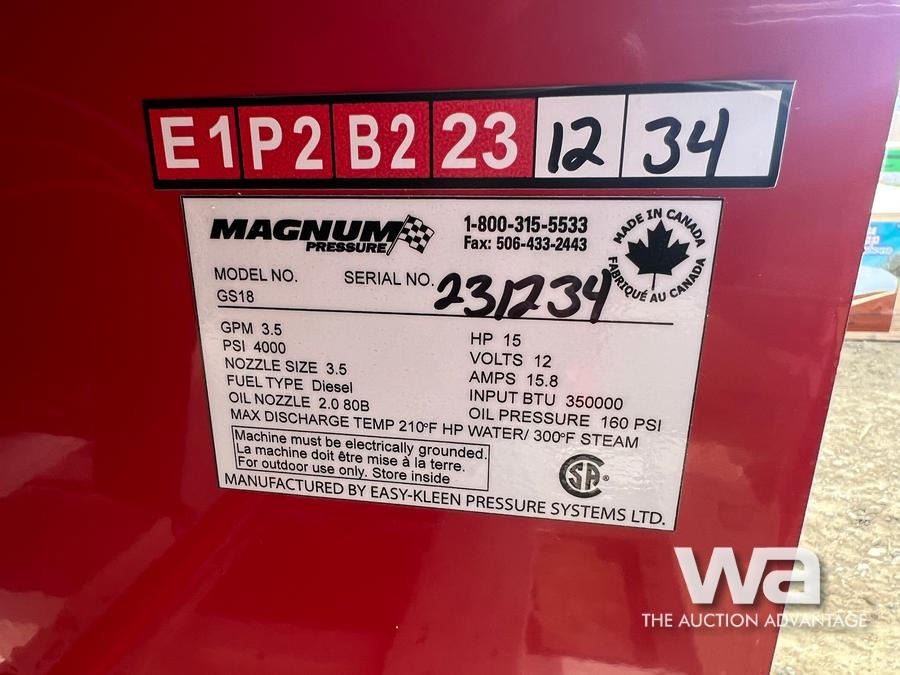 E1 P2 B2 23 12 34
MAGNUM
PRESSURE
1-800-315-5533
Fax: 506-433-2443
MADE IN CANADA
FABRIQUÉ AU CANADA
MODEL NO.
GS18
SERIAL NO. 231234
GPM 3.5
PSI 4000
NOZZLE SIZE 3.5
FUEL TYPE Diesel
OIL NOZZLE 2.0 80B
HP 15
VOLTS 12
AMPS 15.8
INPUT BTU 350000
OIL PRESSURE 160 PSI
MAX DISCHARGE TEMP 210°F HP WATER/ 300°F STEAM
Machine must be electrically grounded.
La machine doit être mise à la terre.
For outdoor use only. Store inside
CSA®
MANUFACTURED BY EASY-KLEEN PRESSURE SYSTEMS LTD.
wa
THE AUCTION ADVANTAGE